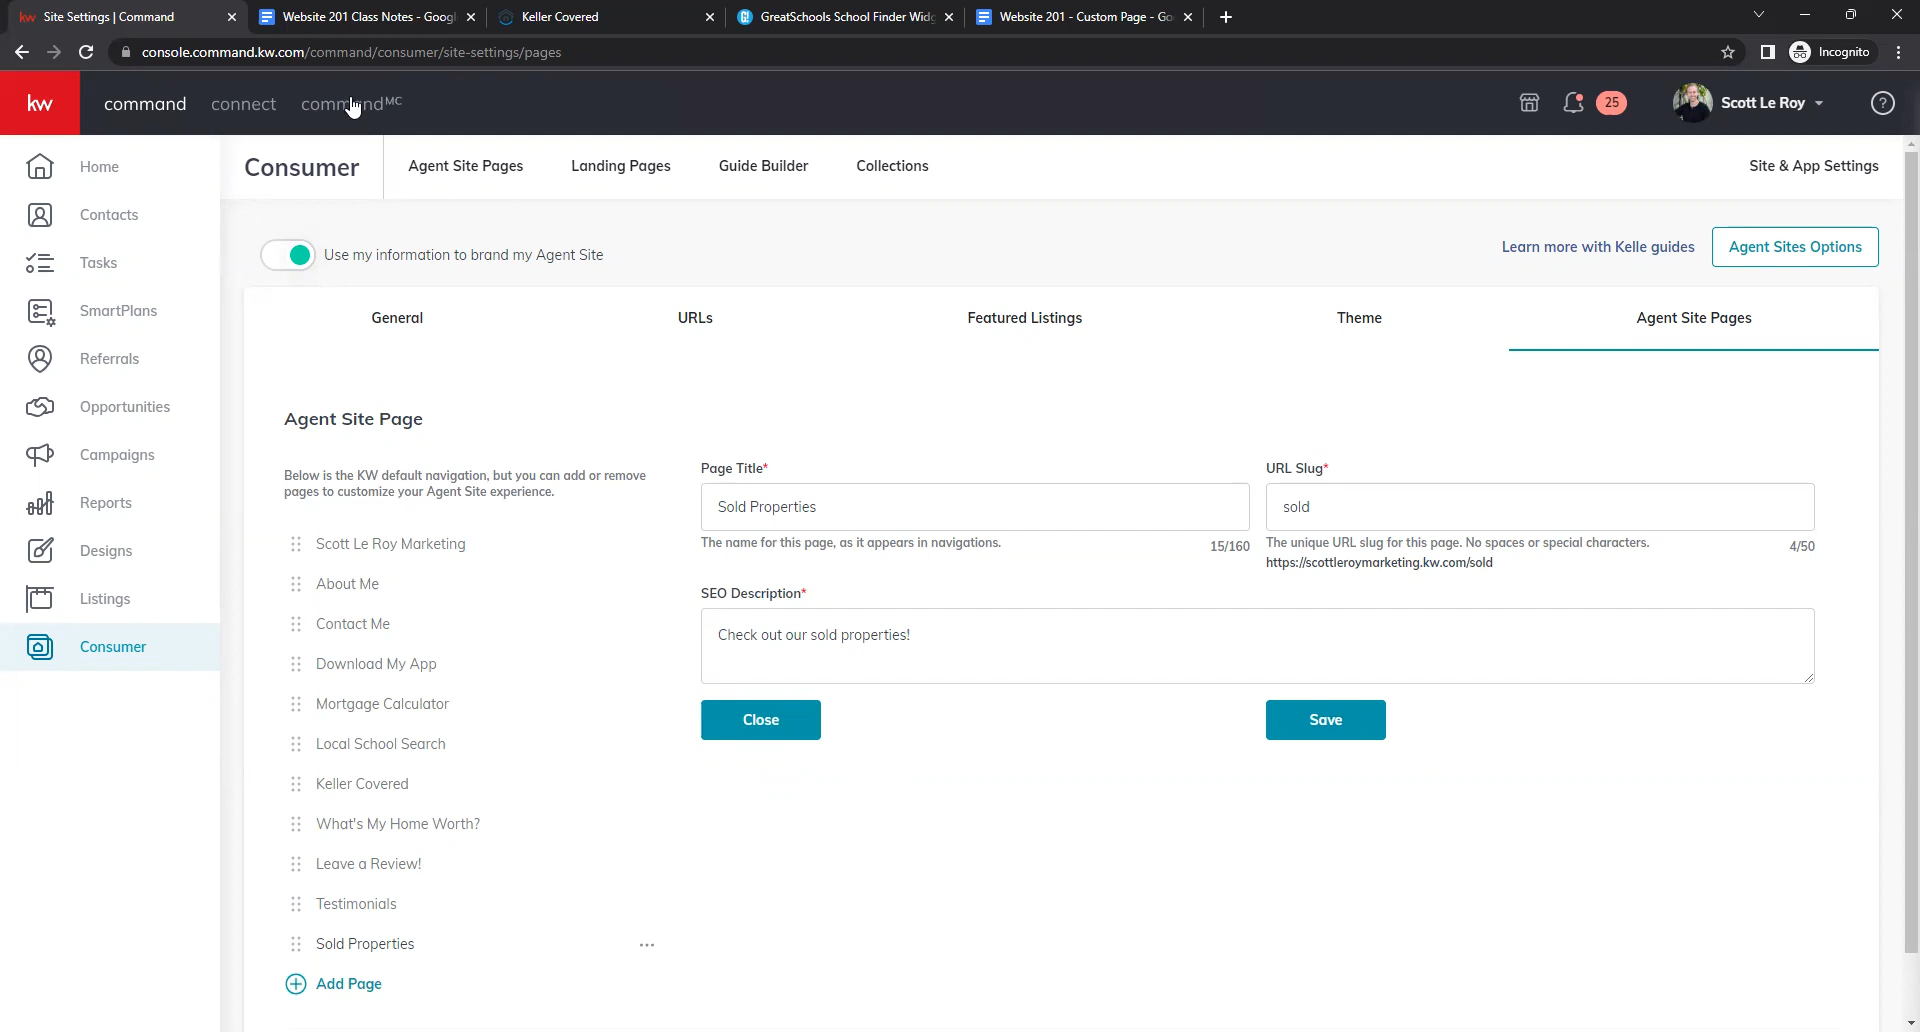 Site Settings | Command
Website 201 Class Notes - Googl
Keller Covered
GreatSchools School Finder Widg
Website 201 - Custom Page - Go
console.command.kw.com/command/consumer/site-settings/pages
Incognito
kw
command
connect
commandMC
25
Scott Le Roy
Home
Contacts
Tasks
SmartPlans
Referrals
Opportunities
Campaigns
Reports
Designs
Listings
Consumer
Consumer
Agent Site Pages
Landing Pages
Guide Builder
Collections
Site & App Settings
Use my information to brand my Agent Site
Learn more with Kelle guides
Agent Sites Options
General
URLs
Featured Listings
Theme
Agent Site Pages
Agent Site Page
Below is the KW default navigation, but you can add or remove
pages to customize your Agent Site experience.
Scott Le Roy Marketing
About Me
Contact Me
Download My App
Mortgage Calculator
Local School Search
Keller Covered
What's My Home Worth?
Leave a Review!
Testimonials
Sold Properties
Add Page
Page Title*
Sold Properties
The name for this page, as it appears in navigations.
15/160
URL Slug*
sold
The unique URL slug for this page. No spaces or special characters.
4/50
https://scottleroymarketing.kw.com/sold
SEO Description*
Check out our sold properties!
Close
Save